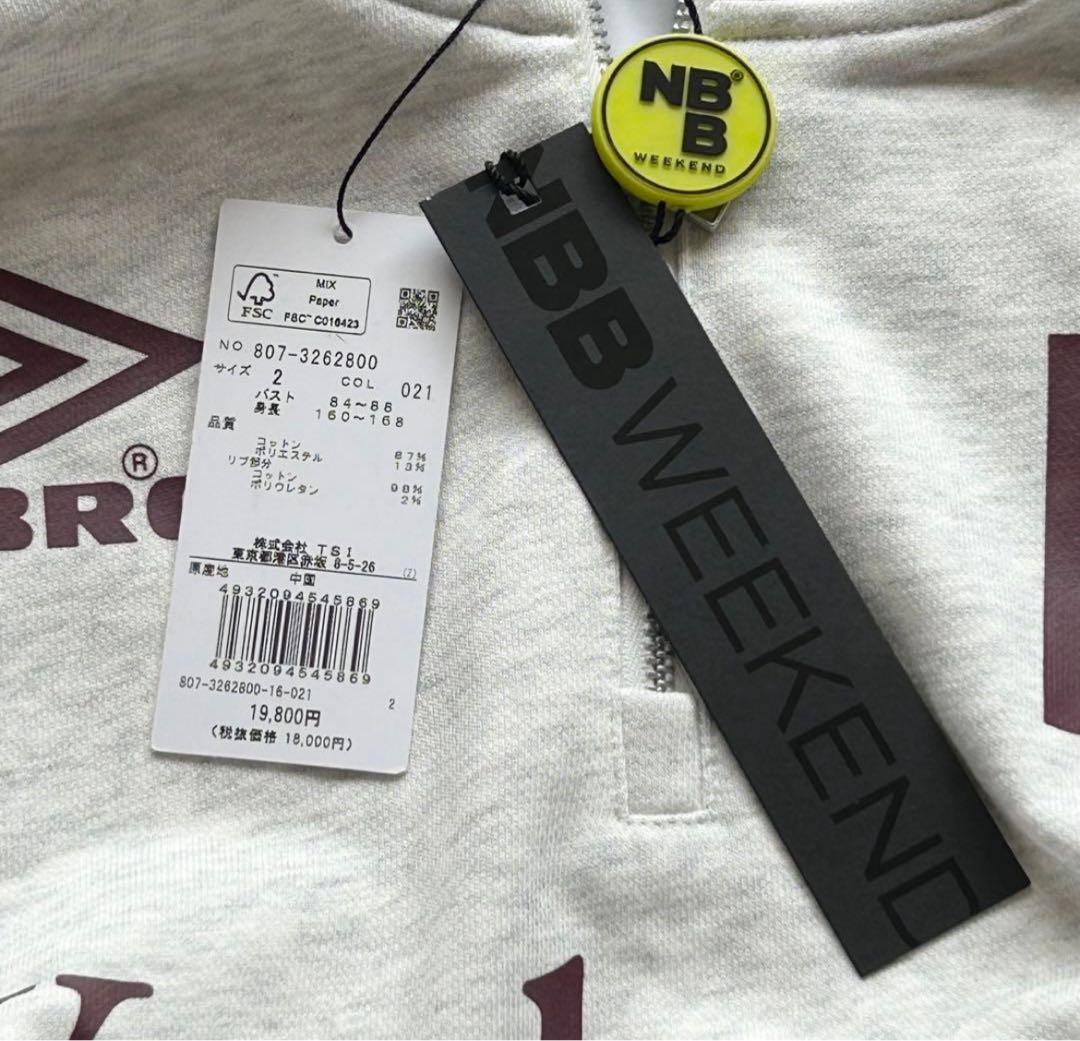 NB®
B
WEEKEND
NBB WEEKEND
MIX
Paper
FSC
FSC™ C016423
NO 807-3262800
サイズ 2 COL 021
バスト 84~88
身長 160~168
品質
コットン 87%
ポリエステル 13%
リブ部分
コットン 98%
ポリウレタン 2%
株式会社 TSI
東京都港区赤坂 8-5-26
原産地 中国 (Z)
4932094545869
4932094545869
807-3262800-16-021
2
19,800円
(税抜価格 18,000円)
®
BRO